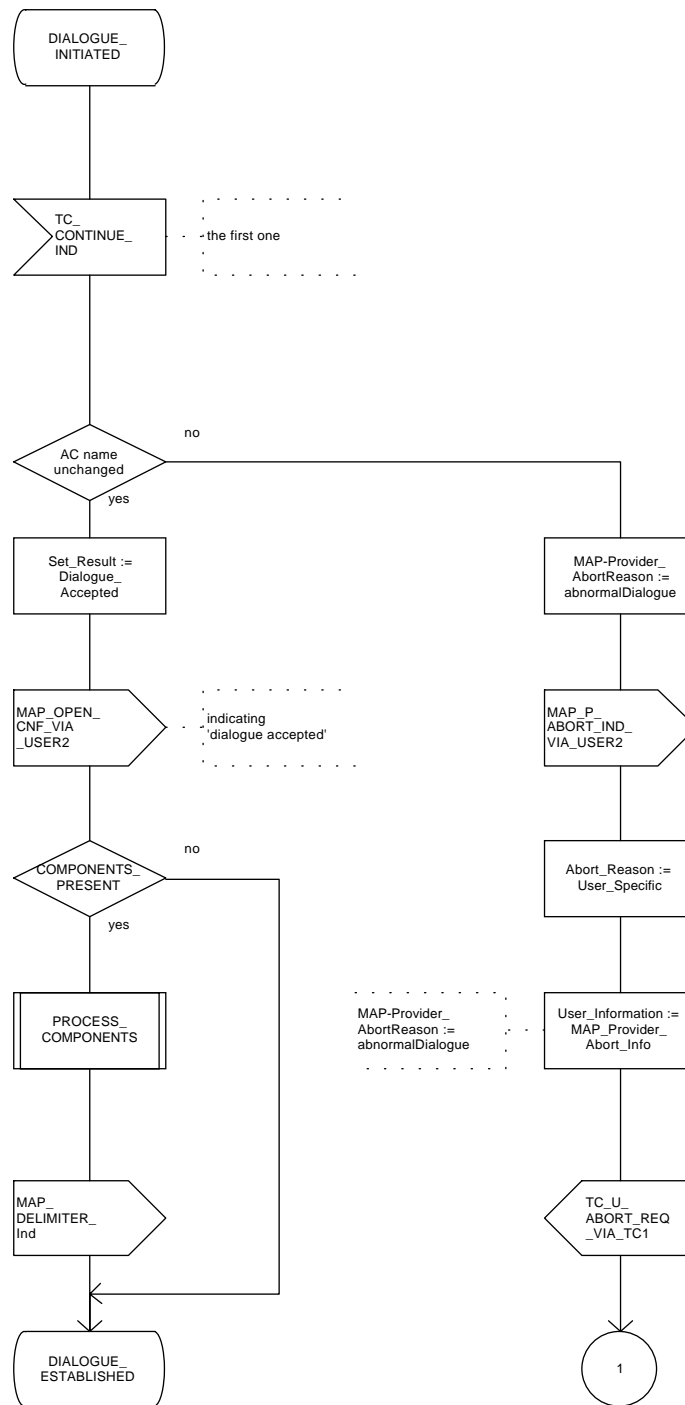 DIALOGUE_
INITIATED
TC_
CONTINUE_
IND
the first one
AC name
unchanged
no
yes
Set_Result :=
Dialogue_
Accepted
MAP-Provider_
AbortReason :=
abnormalDialogue
MAP_OPEN_
CNF_VIA
_USER2
indicating
'dialogue accepted'
MAP_P_
ABORT_IND_
VIA_USER2
COMPONENTS_
PRESENT
no
yes
Abort_Reason :=
User_Specific
PROCESS_
COMPONENTS
MAP-Provider_
AbortReason :=
abnormalDialogue
User_Information :=
MAP_Provider_
Abort_Info
MAP_
DELIMITER_
Ind
TC_U_
ABORT_REQ
_VIA_TC1
DIALOGUE_
ESTABLISHED
1